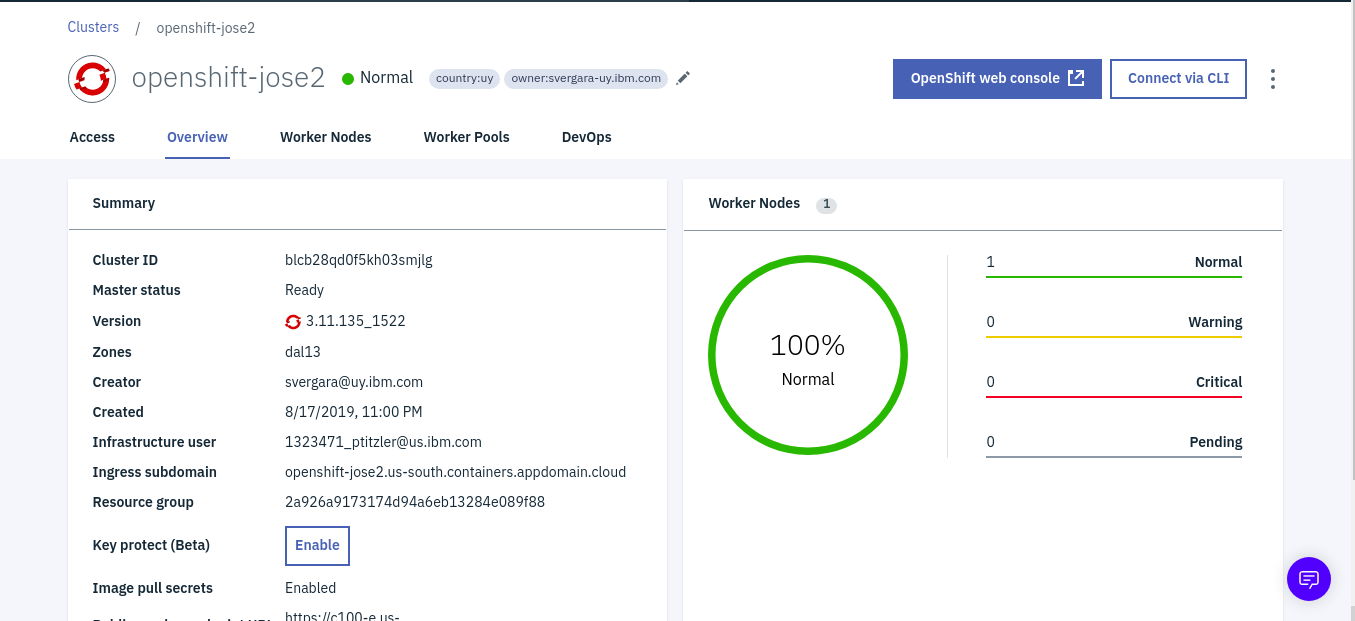 Clusters / openshift-jose2
openshift-jose2 Normal country:uy owner:svergara-uy.ibm.com
OpenShift web console
Connect via CLI
Access Overview Worker Nodes Worker Pools DevOps
Summary
Cluster ID blcb28qd0f5kh03smjlg
Master status Ready
Version 3.11.135_1522
Zones dal13
Creator svergara@uy.ibm.com
Created 8/17/2019, 11:00 PM
Infrastructure user 1323471_ptitzler@us.ibm.com
Ingress subdomain openshift-jose2.us-south.containers.appdomain.cloud
Resource group 2a926a9173174d94a6eb13284e089f88
Key protect (Beta) Enable
Image pull secrets Enabled
https://c100-e.us-
Worker Nodes 1
100%
Normal
1 Normal
0 Warning
0 Critical
0 Pending